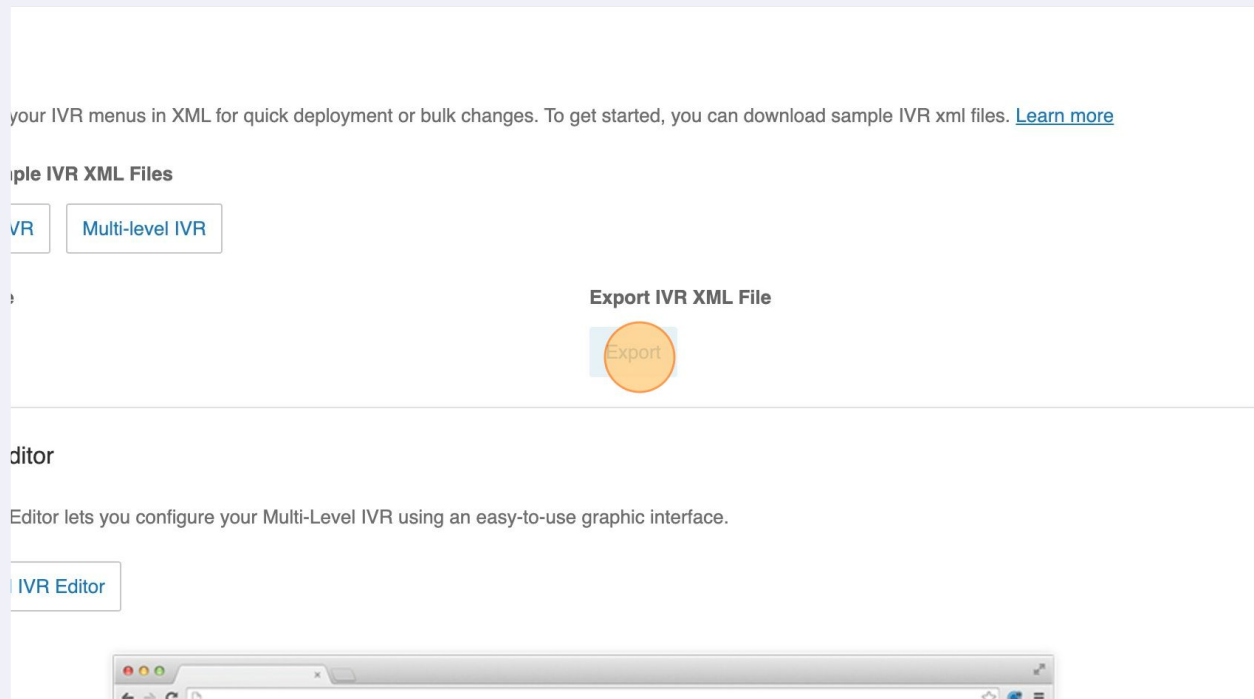 your IVR menus in XML for quick deployment or bulk changes. To get started, you can download sample IVR xml files. Learn more
ple IVR XML Files
VR
Multi-level IVR
e
Export IVR XML File
Export
ditor
Editor lets you configure your Multi-Level IVR using an easy-to-use graphic interface.
IVR Editor